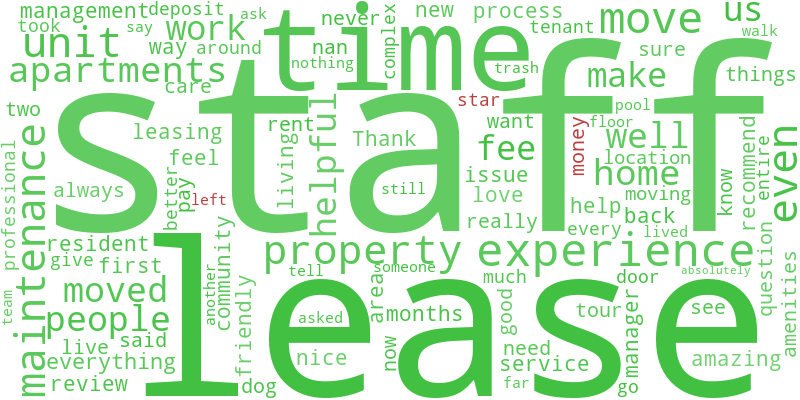 management
deposit
ask
never
new
process
us
took
say
work
nan
complex
tenant
move
walk
unit
way
around
nothing
time
sure
apartments
care
trash
make
things
two
staff
star
pool
leasing
rent
helpful
Thank
want
fee
money
floor
well
location
even
feel
issue
home
recommend
entire
professional
maintenance
always
better
pay
left
living
still
love
help
moving
know
back
really
every
lived
resident
property
experience
give
first
community
tell
someone
much
door
absolutely
question
amenities
team
moved
another
friendly
lease
area
good
manager
see
people
asked
months
tour
live
said
now
need
everything
nice
service
amazing
review
dog
far
go